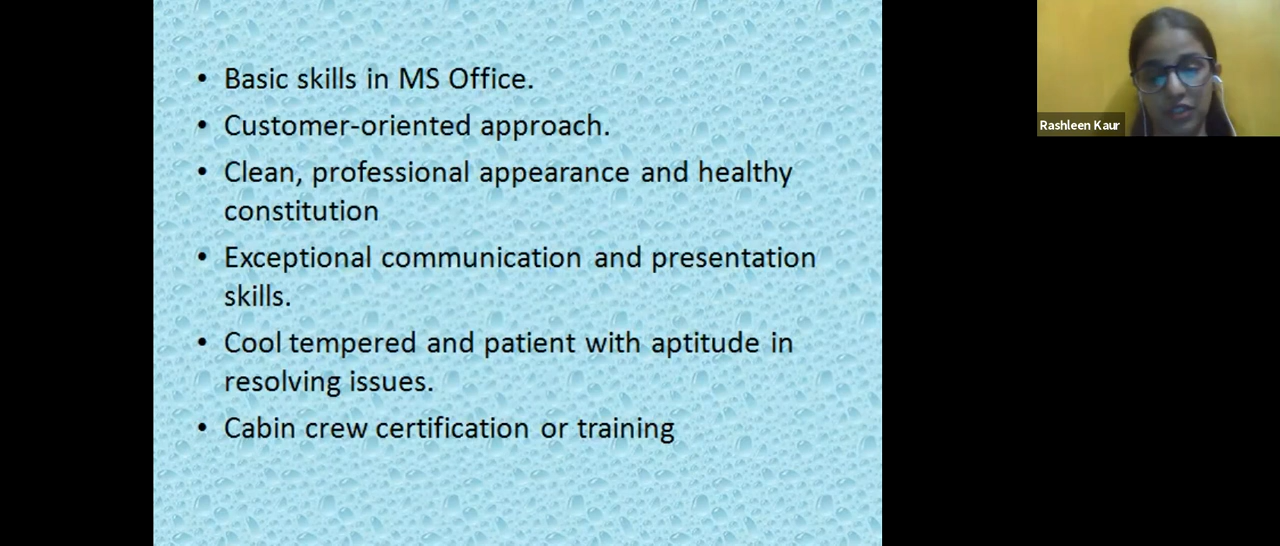 • Basic skills in MS Office.
• Customer-oriented approach.
• Clean, professional appearance and healthy
constitution
• Exceptional communication and presentation
skills.
• Cool tempered and patient with aptitude in
resolving issues.
• Cabin crew certification or training
Rashleen Kaur